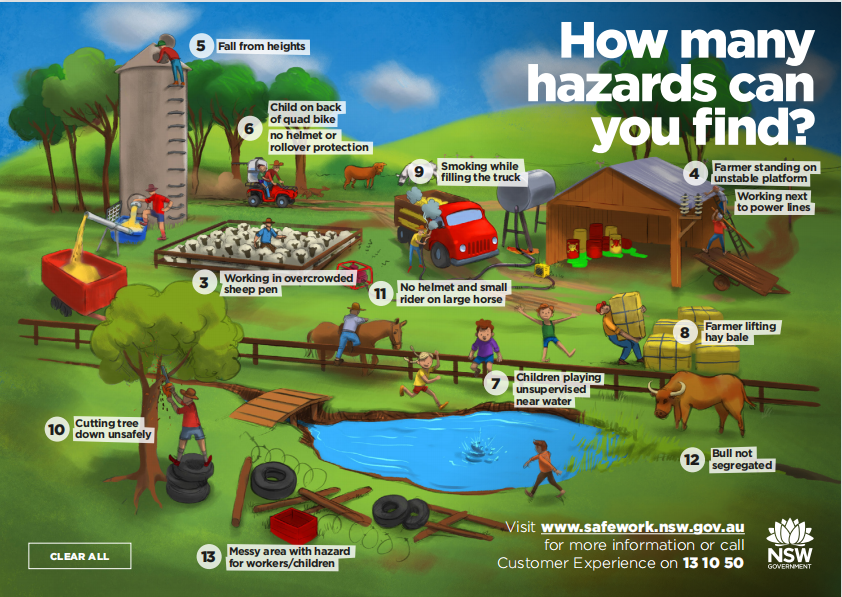 How many
hazards can
you find?
5 Fall from heights
6 Child on back
of quad bike
no helmet or
rollover protection
9 Smoking while
filling the truck
4 Farmer standing on
unstable platform
Working next
to power lines
3 Working in overcrowded
sheep pen
11 No helmet and small
rider on large horse
8 Farmer lifting
hay bale
7 Children playing
unsupervised
near water
10 Cutting tree
down unsafely
12 Bull not
segregated
13 Messy area with hazard
for workers/children
CLEAR ALL
Visit www.safework.nsw.gov.au
for more information or call
Customer Experience on 13 10 50
NSW
GOVERNMENT